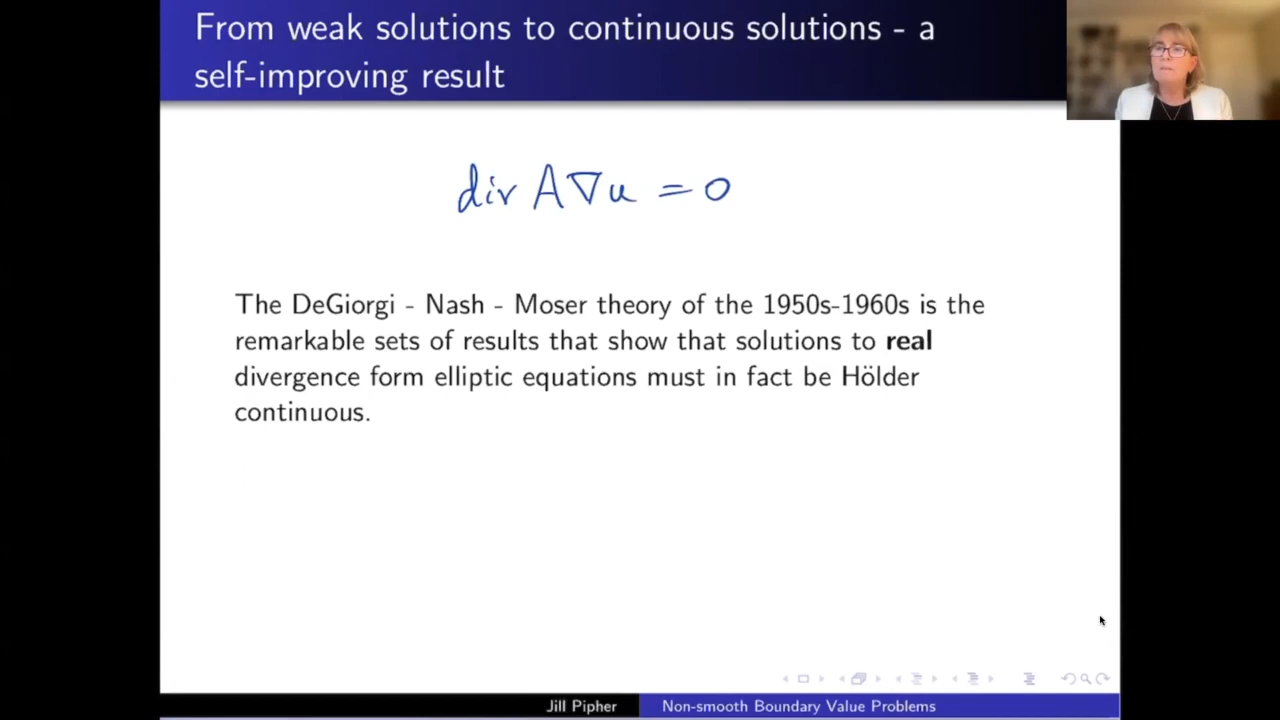 From weak solutions to continuous solutions - a
self-improving result
div A∇u = 0
The DeGiorgi - Nash - Moser theory of the 1950s-1960s is the
remarkable sets of results that show that solutions to real
divergence form elliptic equations must in fact be Hölder
continuous.
Jill Pipher
Non-smooth Boundary Value Problems